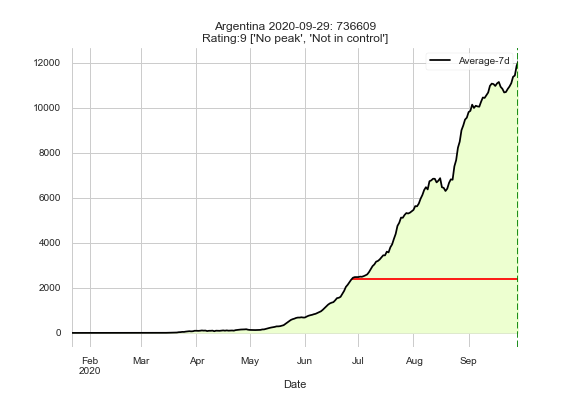 Argentina 2020-09-29: 736609
Rating:9 ['No peak', 'Not in control']
Average-7d
12000
10000
8000
6000
4000
2000
0
Feb Mar Apr May Jun Jul Aug Sep
2020
Date